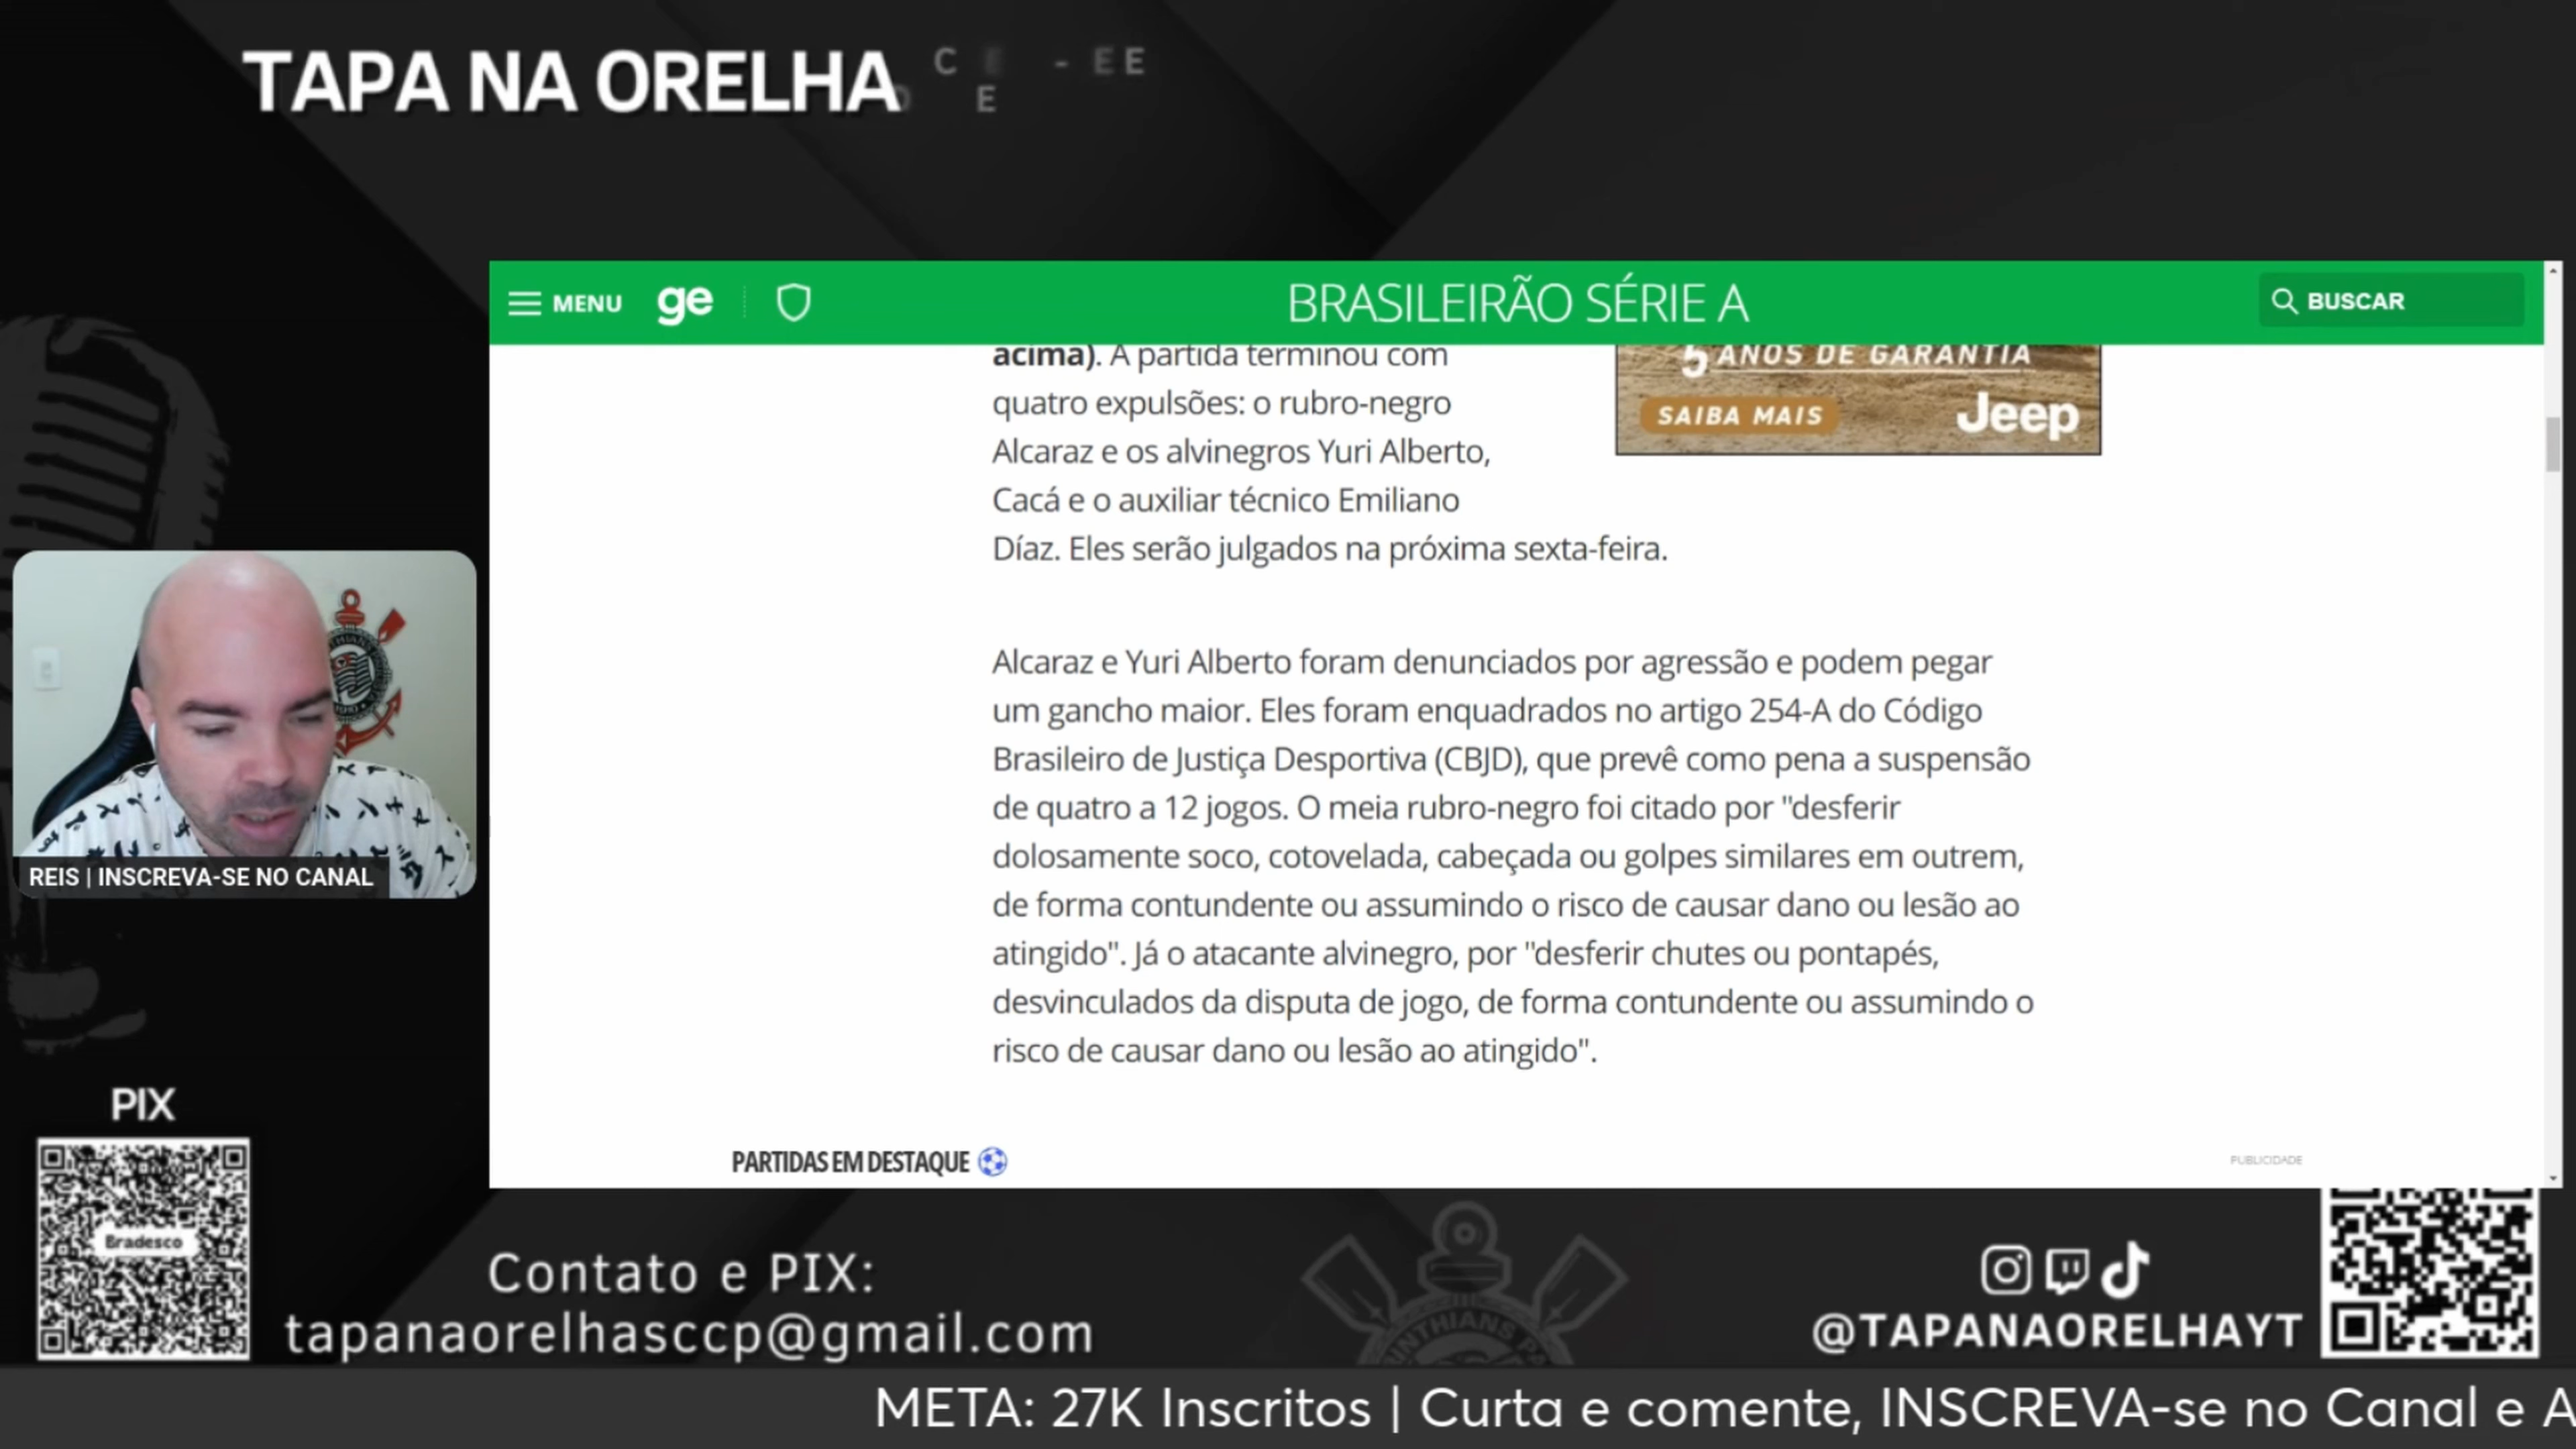 TAPA NA ORELHA
C E - EE
E
MENU
ge
BRASILEIRÃO SÉRIE A
BUSCAR
acima). A partida terminou com
quatro expulsões: o rubro-negro
Alcaraz e os alvinegros Yuri Alberto,
Cacá e o auxiliar técnico Emiliano
Díaz. Eles serão julgados na próxima sexta-feira.
5 ANOS DE GARANTIA
SAIBA MAIS
Jeep
Alcaraz e Yuri Alberto foram denunciados por agressão e podem pegar
um gancho maior. Eles foram enquadrados no artigo 254-A do Código
Brasileiro de Justiça Desportiva (CBJD), que prevê como pena a suspensão
de quatro a 12 jogos. O meia rubro-negro foi citado por "desferir
dolosamente soco, cotovelada, cabeçada ou golpes similares em outrem,
de forma contundente ou assumindo o risco de causar dano ou lesão ao
atingido". Já o atacante alvinegro, por "desferir chutes ou pontapés,
desvinculados da disputa de jogo, de forma contundente ou assumindo o
risco de causar dano ou lesão ao atingido".
PARTIDAS EM DESTAQUE
PUBLICIDADE
REIS | INSCREVA-SE NO CANAL
PIX
Bradesco
Contato e PIX:
tapanaorelhasccp@gmail.com
@TAPANAORELHAYT
META: 27K Inscritos | Curta e comente, INSCREVA-se no Canal e A